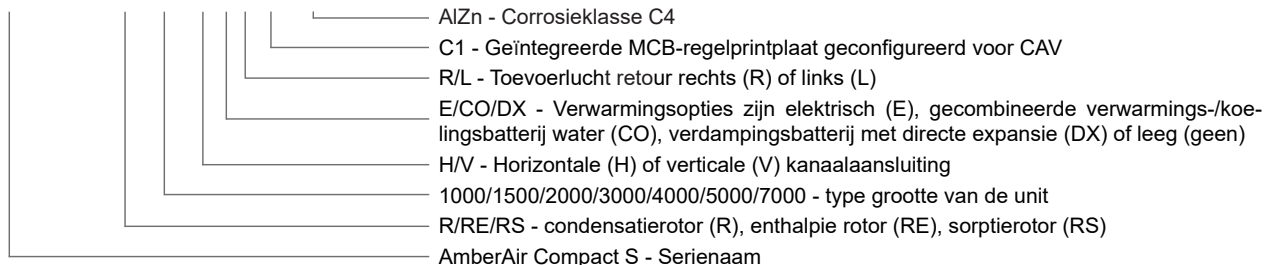 AlZn - Corrosieklasse C4
C1 - Geïntegreerde MCB-regelprintplaat geconfigureerd voor CAV
R/L - Toevoerlucht retour rechts (R) of links (L)
E/CO/DX - Verwarmingsopties zijn elektrisch (E), gecombineerde verwarmings-/koe-
lingsbatterij water (CO), verdampingsbatterij met directe expansie (DX) of leeg (geen)
H/V - Horizontale (H) of verticale (V) kanaalaansluiting
1000/1500/2000/3000/4000/5000/7000 - type grootte van de unit
R/RE/RS - condensatierotor (R), enthalpie rotor (RE), sorptierotor (RS)
AmberAir Compact S - Serienaam